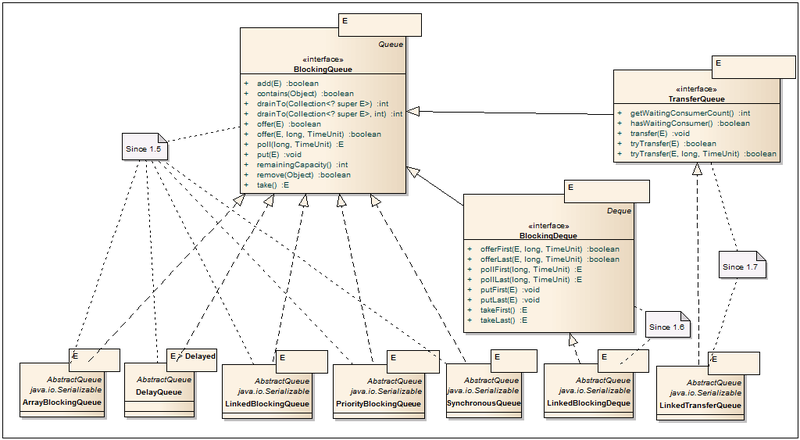 E
Queue
«interface»
BlockingQueue
+ add(E) :boolean
+ contains(Object) :boolean
+ drainTo(Collection<? super E>) :int
+ drainTo(Collection<? super E>, int) :int
+ offer(E) :boolean
+ offer(E, long, TimeUnit) :boolean
+ poll(long, TimeUnit) :E
+ put(E) :void
+ remainingCapacity() :int
+ remove(Object) :boolean
+ take() :E
E
«interface»
TransferQueue
+ getWaitingConsumerCount() :int
+ hasWaitingConsumer() :boolean
+ transfer(E) :void
+ tryTransfer(E) :boolean
+ tryTransfer(E, long, TimeUnit) :boolean
Since 1.5
E
Deque
«interface»
BlockingDeque
+ offerFirst(E, long, TimeUnit) :boolean
+ offerLast(E, long, TimeUnit) :boolean
+ pollFirst(long, TimeUnit) :E
+ pollLast(long, TimeUnit) :E
+ putFirst(E) :void
+ putLast(E) :void
+ takeFirst() :E
+ takeLast() :E
Since 1.7
Since 1.6
E
AbstractQueue
java.io.Serializable
ArrayBlockingQueue
E / Delayed
AbstractQueue
DelayQueue
E
AbstractQueue
java.io.Serializable
LinkedBlockingQueue
E
AbstractQueue
java.io.Serializable
PriorityBlockingQueue
E
AbstractQueue
java.io.Serializable
SynchronousQueue
E
AbstractQueue
java.io.Serializable
LinkedBlockingDeque
E
AbstractQueue
java.io.Serializable
LinkedTransferQueue